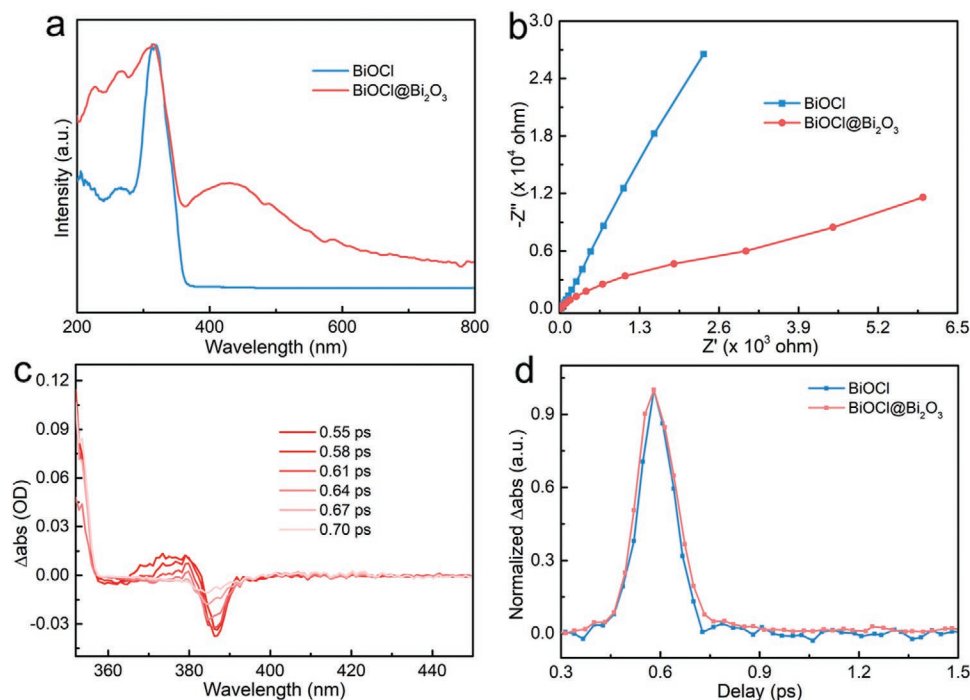 a
BiOCl
BiOCl@Bi₂O₃
Intensity (a.u.)
200 400 600 800
Wavelength (nm)
b
BiOCl
BiOCl@Bi₂O₃
-Z'' (x 10⁴ ohm)
3.0
2.4
1.8
1.2
0.6
0.0
0.0 1.3 2.6 3.9 5.2 6.5
Z' (x 10³ ohm)
c
0.55 ps
0.58 ps
0.61 ps
0.64 ps
0.67 ps
0.70 ps
Δabs (OD)
0.12
0.09
0.06
0.03
0.00
-0.03
360 380 400 420 440
Wavelength (nm)
d
BiOCl
BiOCl@Bi₂O₃
Normalized Δabs (a.u.)
0.9
0.6
0.3
0.0
0.3 0.6 0.9 1.2 1.5
Delay (ps)